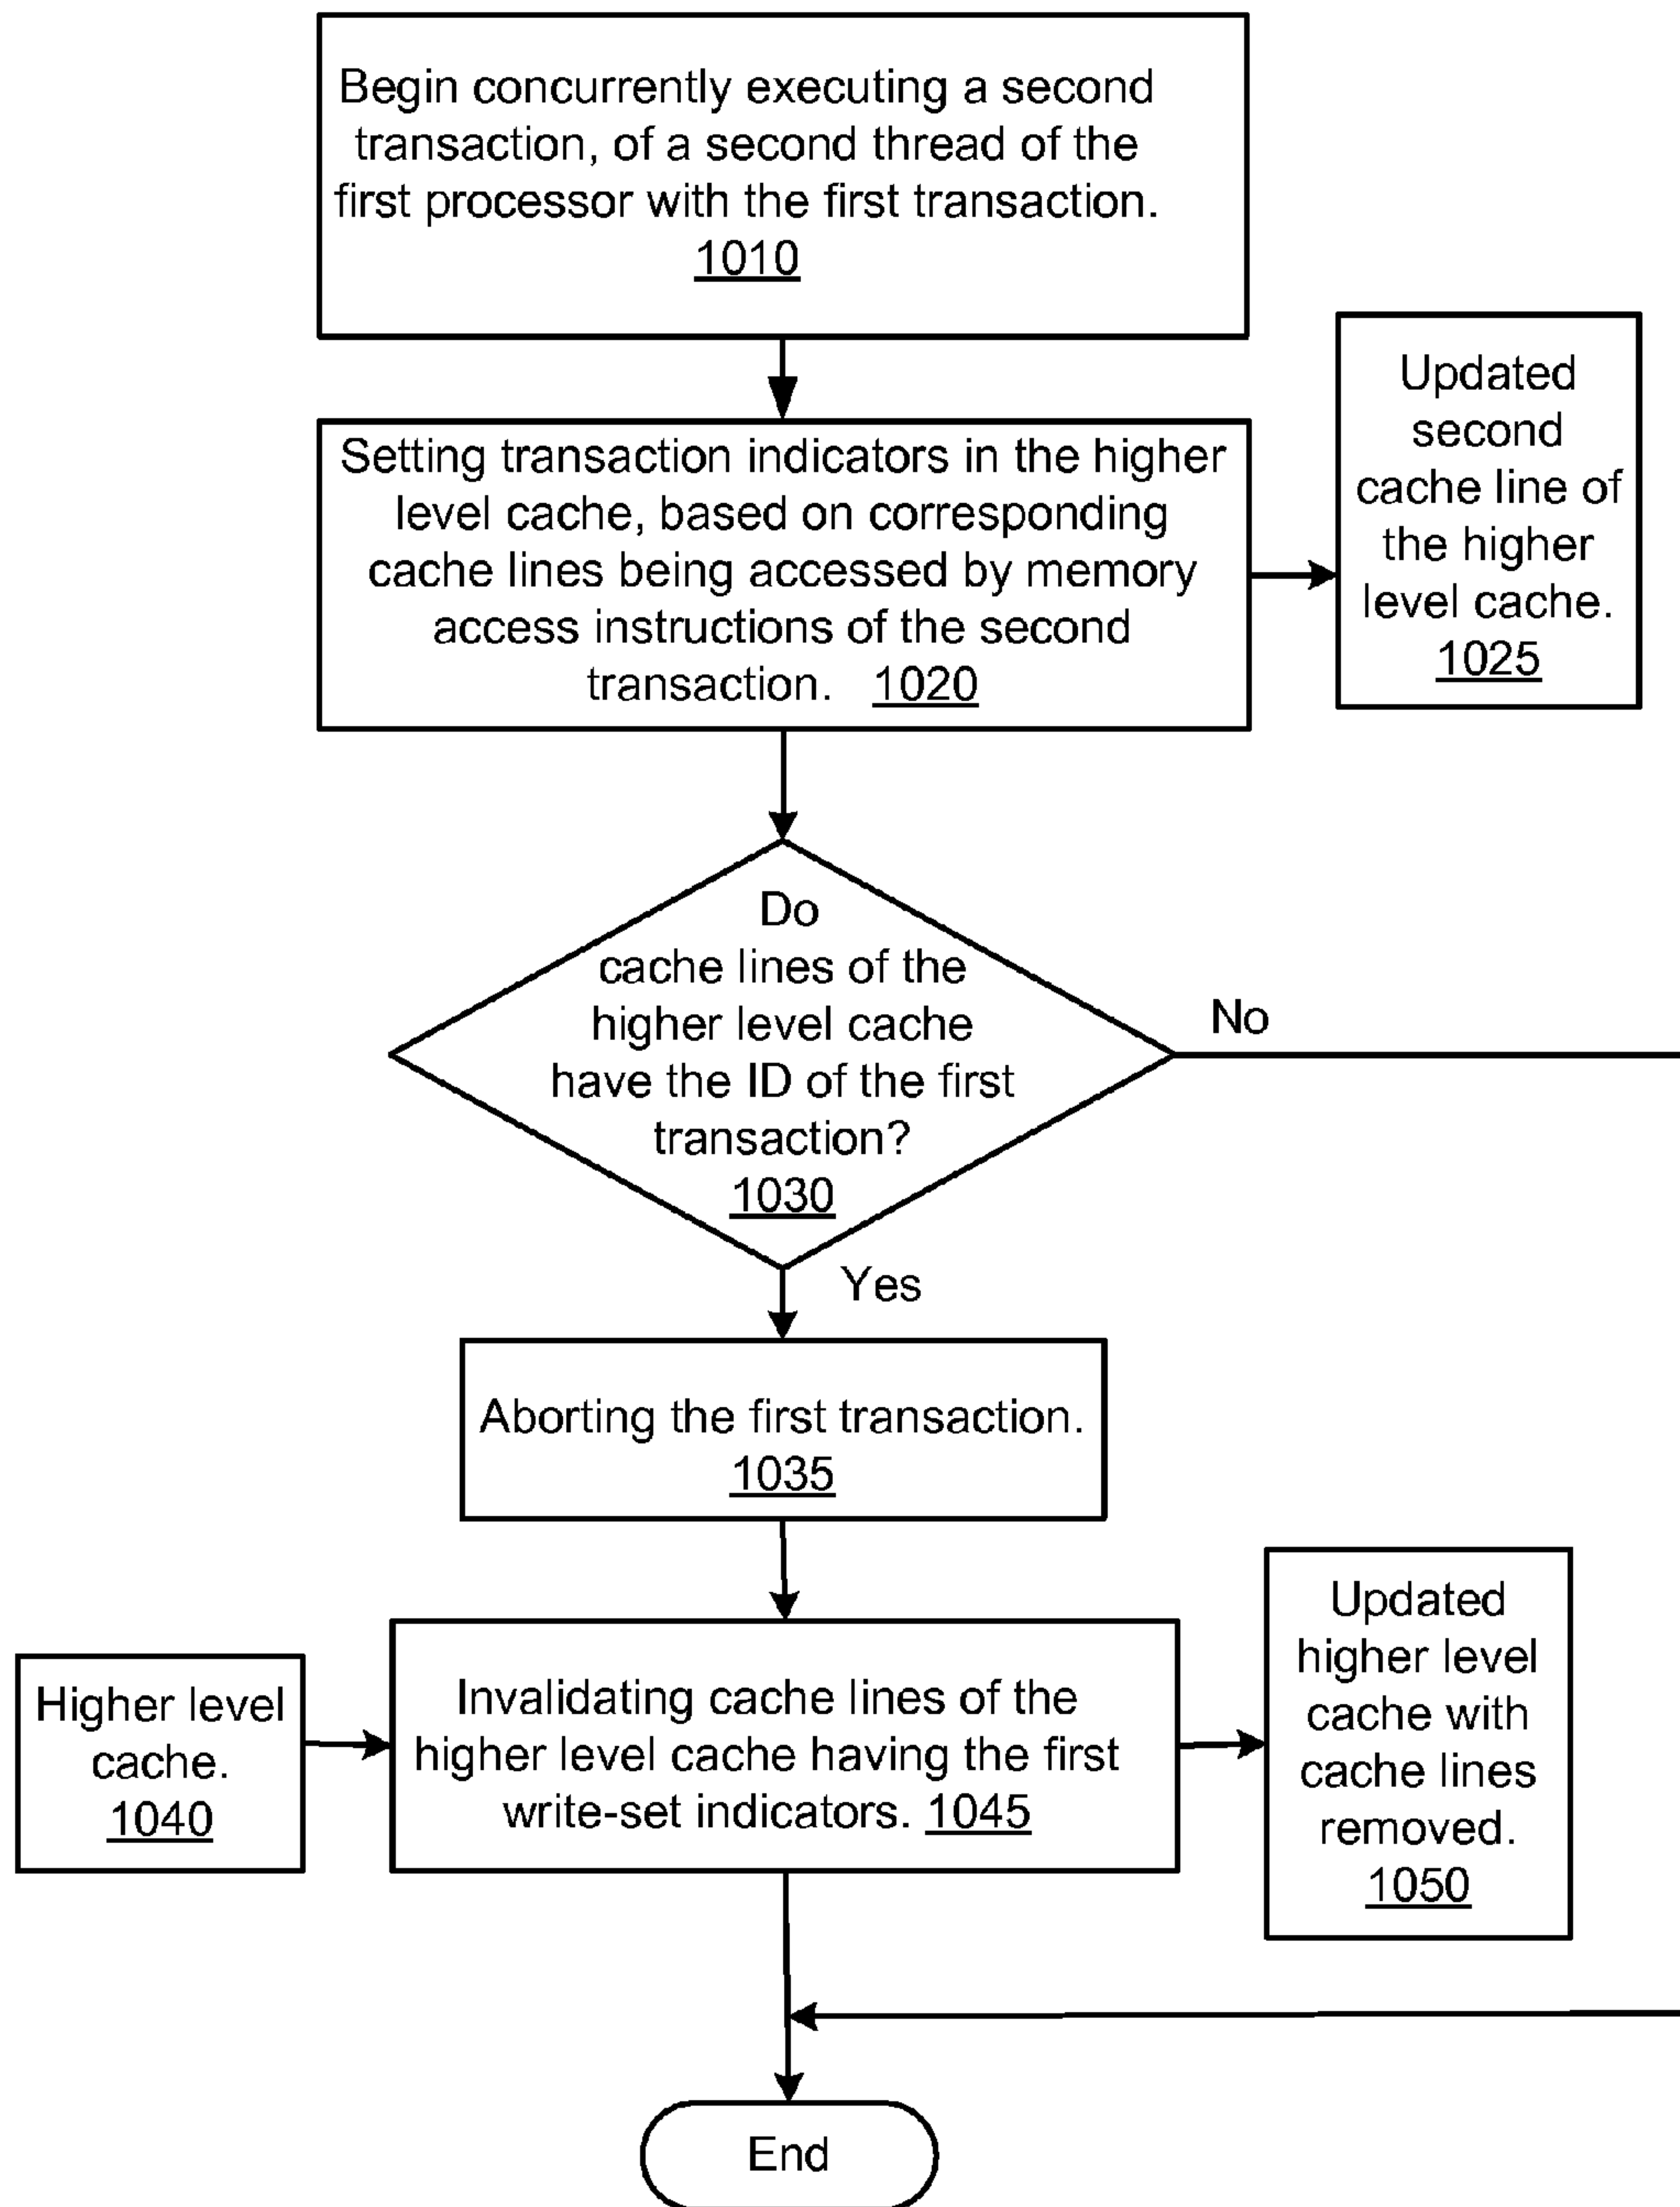 Begin concurrently executing a second
transaction, of a second thread of the
first processor with the first transaction.
1010
Setting transaction indicators in the higher
level cache, based on corresponding
cache lines being accessed by memory
access instructions of the second
transaction. 1020
Updated
second
cache line of
the higher
level cache.
1025
Do
cache lines of the
higher level cache
have the ID of the first
transaction?
1030
No
Yes
Aborting the first transaction.
1035
Higher level
cache.
1040
Invalidating cache lines of the
higher level cache having the first
write-set indicators. 1045
Updated
higher level
cache with
cache lines
removed.
1050
End